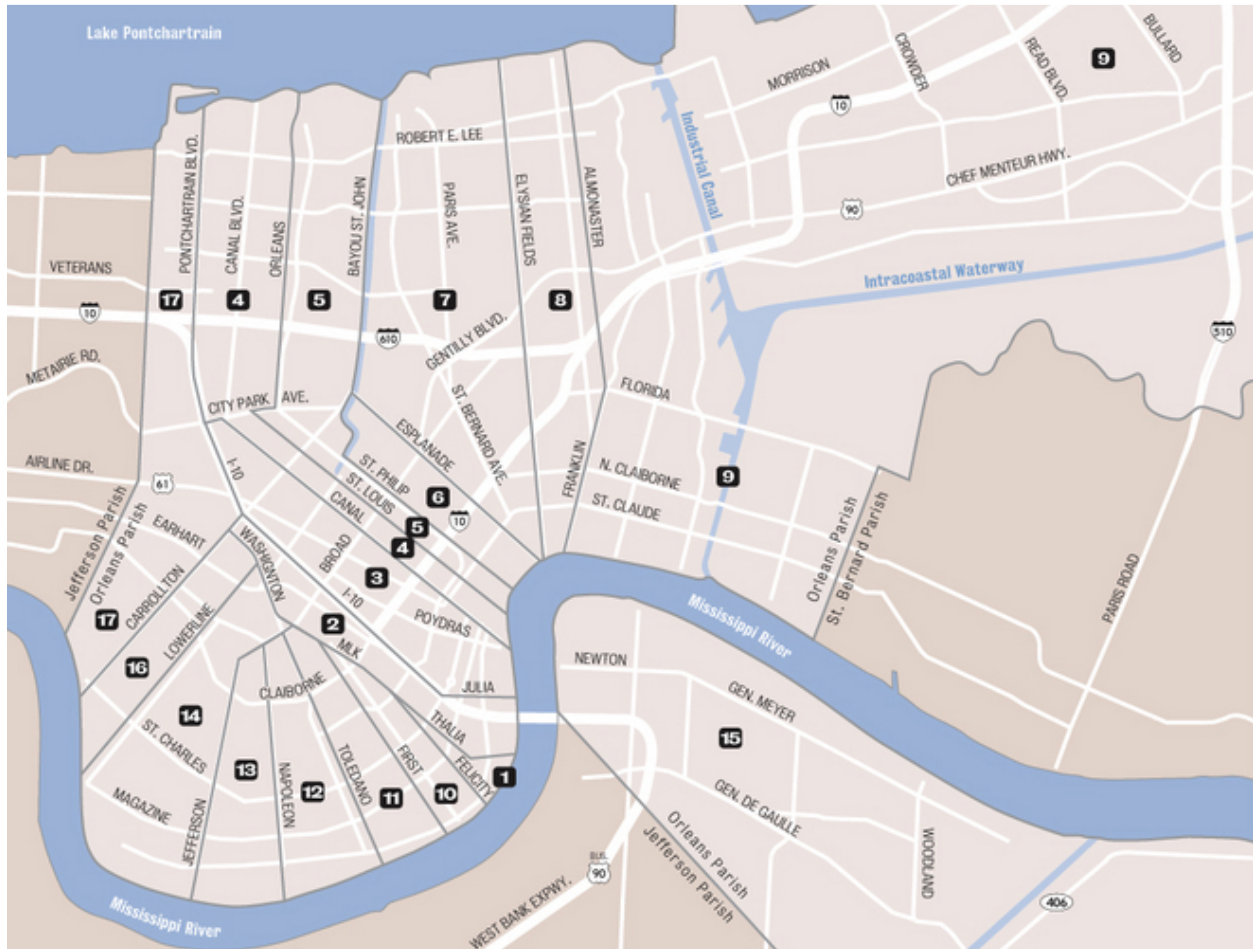 Lake Pontchartrain
BULLARD
CROWDER
READ BLVD.
9
MORRISON
10
ROBERT E. LEE
Industrial Canal
CHEF MENTEUR HWY.
90
PONTCHARTRAIN BLVD.
CANAL BLVD.
ORLEANS
BAYOU ST. JOHN
PARIS AVE.
ELYSIAN FIELDS
ALMONASTER
VETERANS
Intracoastal Waterway
17
4
5
7
8
10
610
GENTILLY BLVD.
510
METAIRIE RD.
CITY PARK AVE.
ST. BERNARD AVE.
FLORIDA
ESPLANADE
FRANKLIN
I-10
AIRLINE DR.
61
ST. PHILIP
ST. LOUIS
CANAL
6
5
4
3
10
N. CLAIBORNE
ST. CLAUDE
9
Orleans Parish
St. Bernard Parish
Jefferson Parish
Orleans Parish
EARHART
WASHIGNTON
BROAD
I-10
PARIS ROAD
CARROLLTON
LOWERLINE
17
2
MLK
POYDRAS
Mississippi River
16
CLAIBORNE
JULIA
NEWTON
GEN. MEYER
14
ST. CHARLES
THALIA
15
13
NAPOLEON
12
TOLEDANO
11
FIRST
10
FELICITY
1
MAGAZINE
JEFFERSON
GEN. DE GAULLE
Orleans Parish
Jefferson Parish
WOODLAND
BUS.
90
WEST BANK EXPWY.
406
Mississippi River